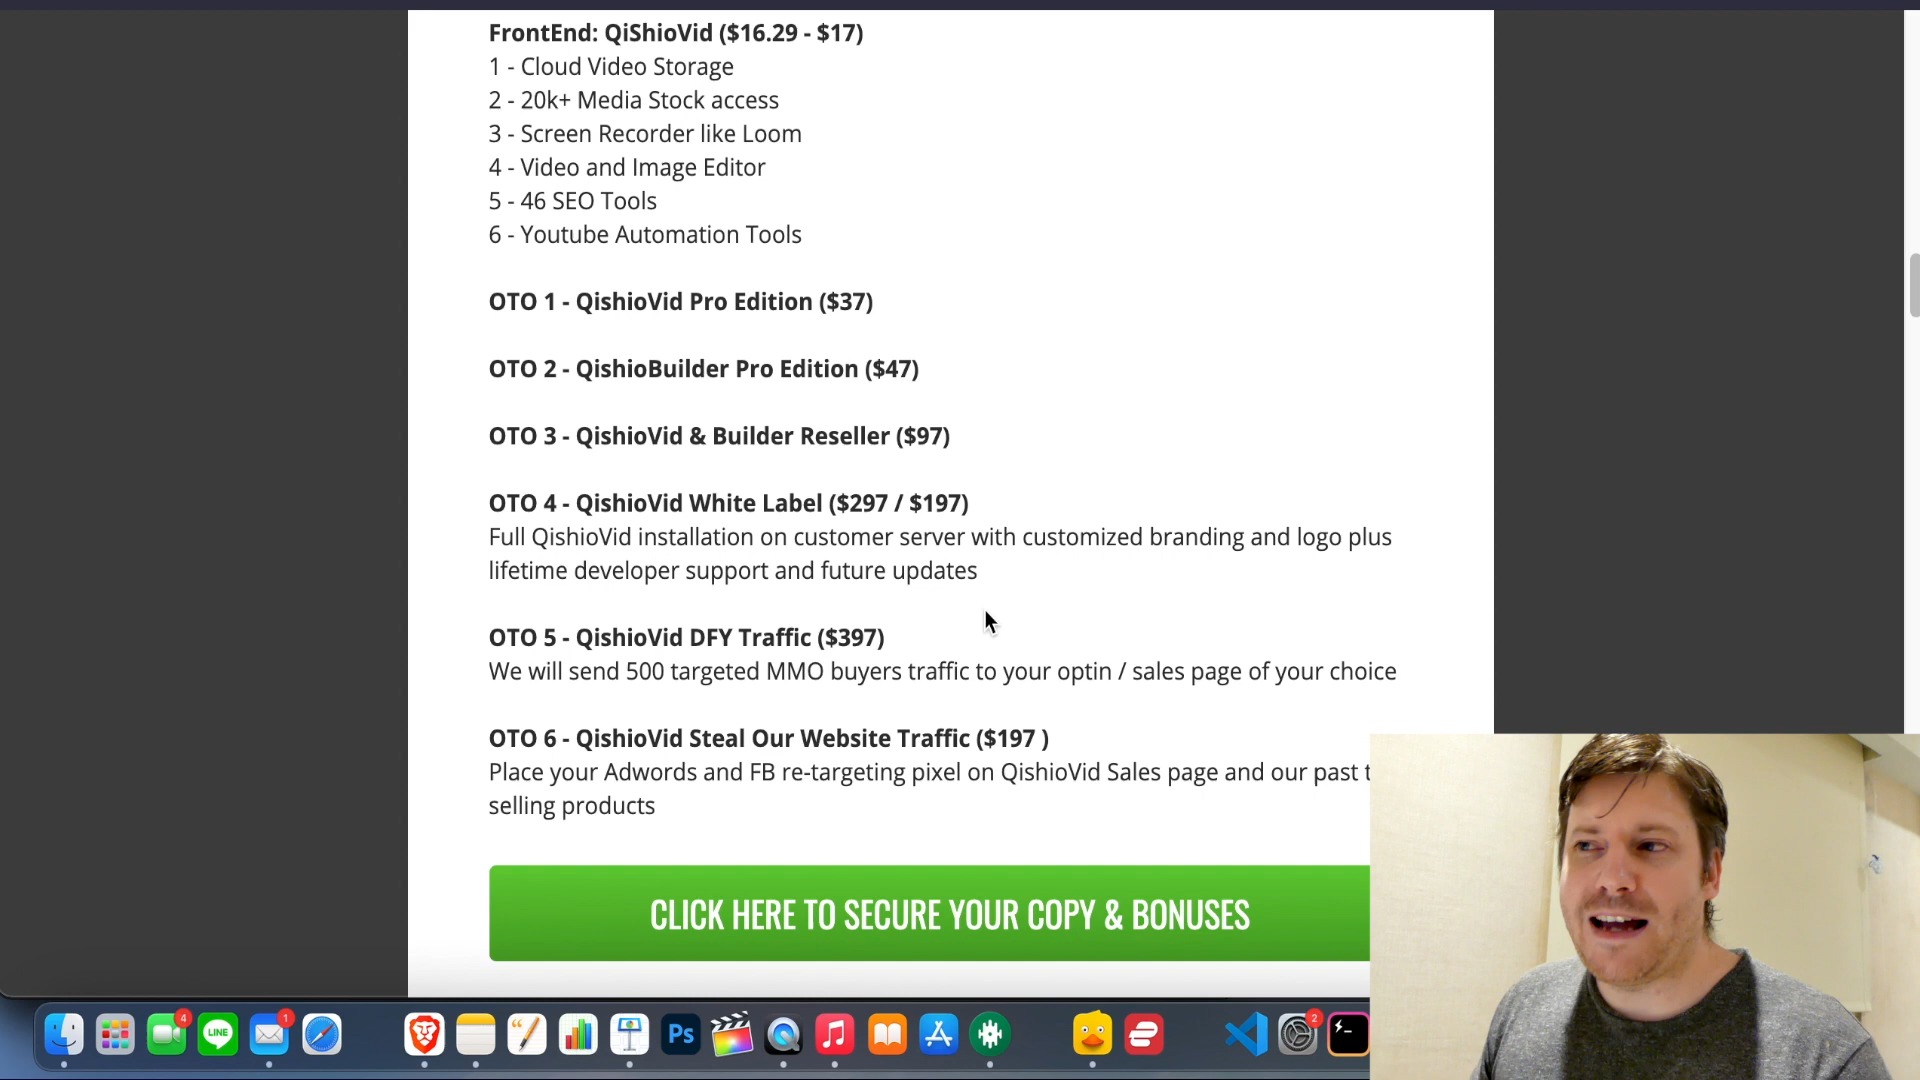 FrontEnd: QiShioVid ($16.29 - $17)
1 - Cloud Video Storage
2 - 20k+ Media Stock access
3 - Screen Recorder like Loom
4 - Video and Image Editor
5 - 46 SEO Tools
6 - Youtube Automation Tools
OTO 1 - QishioVid Pro Edition ($37)
OTO 2 - QishioBuilder Pro Edition ($47)
OTO 3 - QishioVid & Builder Reseller ($97)
OTO 4 - QishioVid White Label ($297 / $197)
Full QishioVid installation on customer server with customized branding and logo plus
lifetime developer support and future updates
OTO 5 - QishioVid DFY Traffic ($397)
We will send 500 targeted MMO buyers traffic to your optin / sales page of your choice
OTO 6 - QishioVid Steal Our Website Traffic ($197 )
Place your Adwords and FB re-targeting pixel on QishioVid Sales page and our past
selling products
CLICK HERE TO SECURE YOUR COPY & BONUSES
4
LINE
1
Ps
2